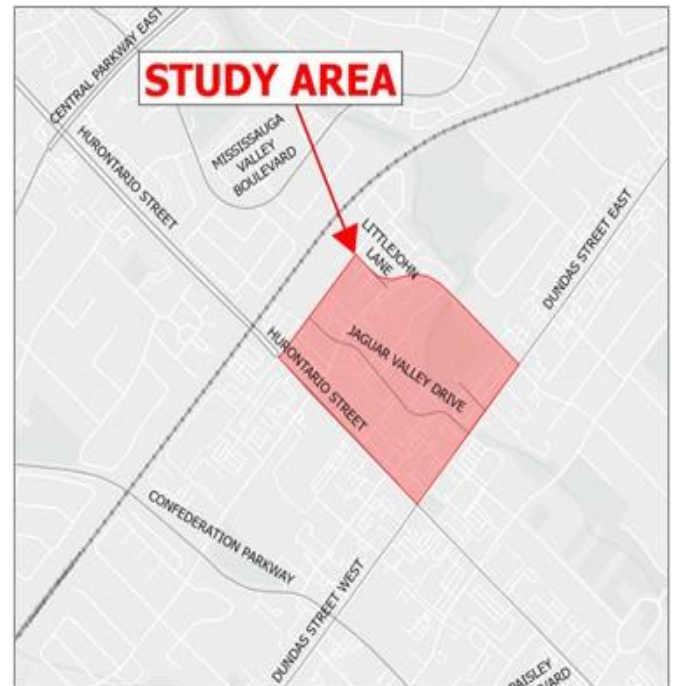 CENTRAL PARKWAY EAST
STUDY AREA
HURONTARIO STREET
MISSISSAUGA
VALLEY
BOULEVARD
LITTLEJOHN
LANE
DUNDAS STREET EAST
HURONTARIO STREET
JAGUAR VALLEY DRIVE
CONFEDERATION PARKWAY
DUNDAS STREET WEST
PAISLEY